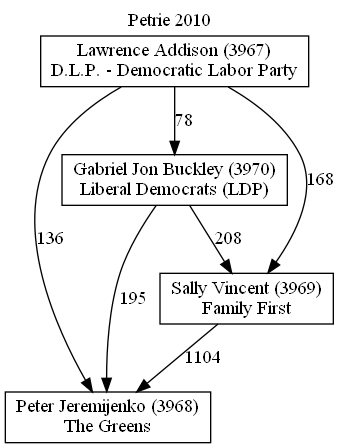 Petrie 2010
Lawrence Addison (3967)
D.L.P. - Democratic Labor Party
78
Gabriel Jon Buckley (3970)
Liberal Democrats (LDP)
168
136
208
195
Sally Vincent (3969)
Family First
1104
Peter Jeremijenko (3968)
The Greens